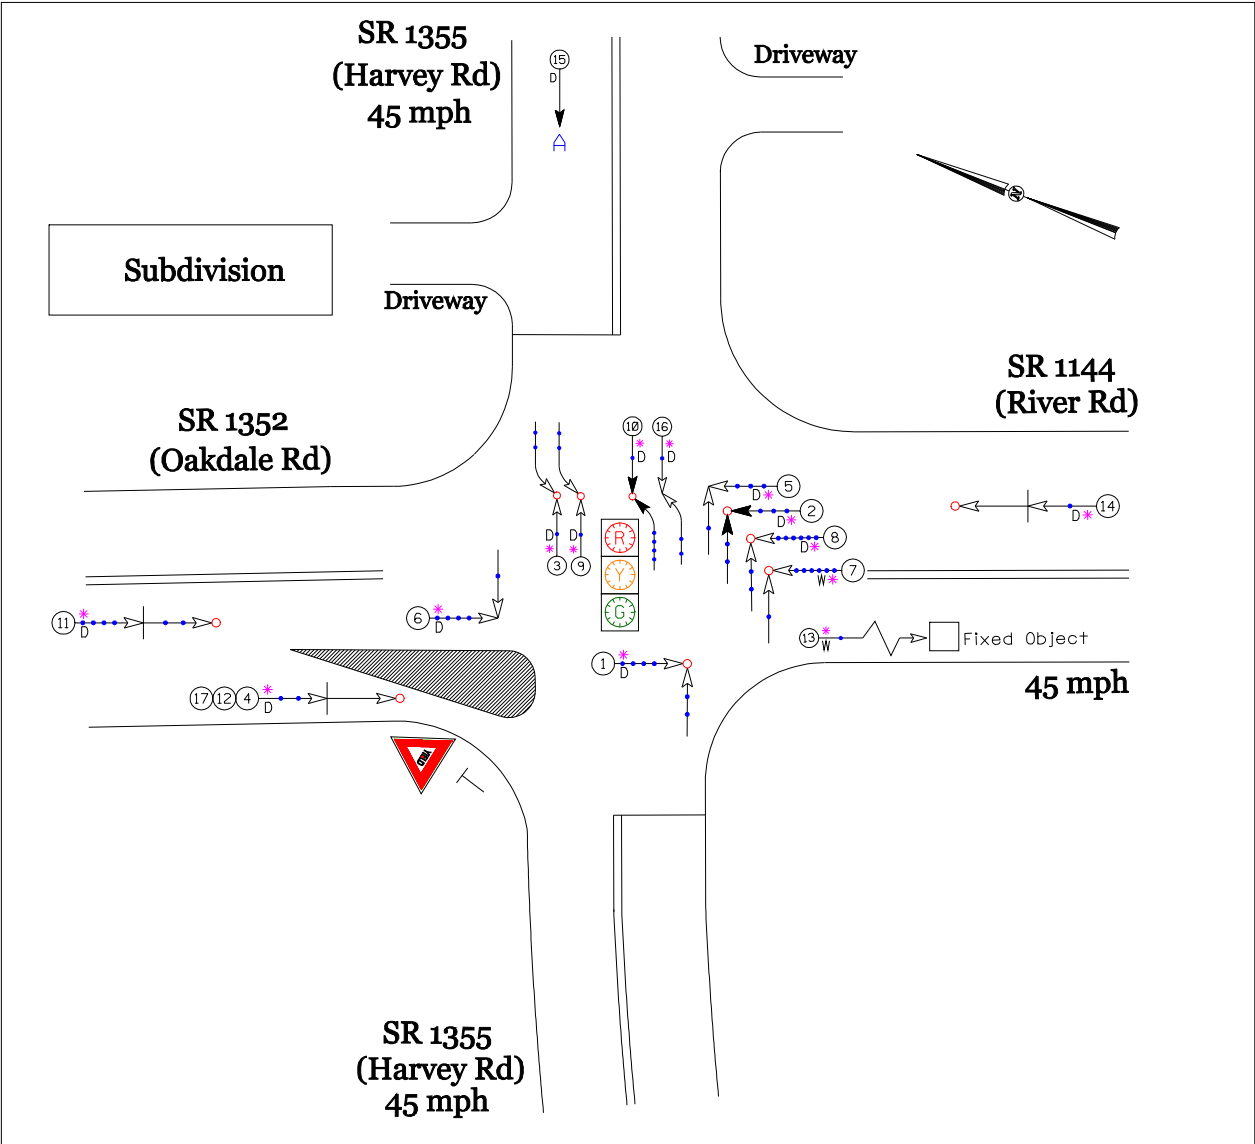 SR 1355
(Harvey Rd)
45 mph
15
D
Driveway
N
Subdivision
Driveway
SR 1144
(River Rd)
SR 1352
(Oakdale Rd)
10
16
* D
* D
5
D *
2
D *
14
D *
R
8
D *
D
* 3
D
* 9
Y
7
W *
11
*
D
6
*
D
G
13
*
W
Fixed Object
1
*
D
17 12 4
*
D
45 mph
YIELD
SR 1355
(Harvey Rd)
45 mph